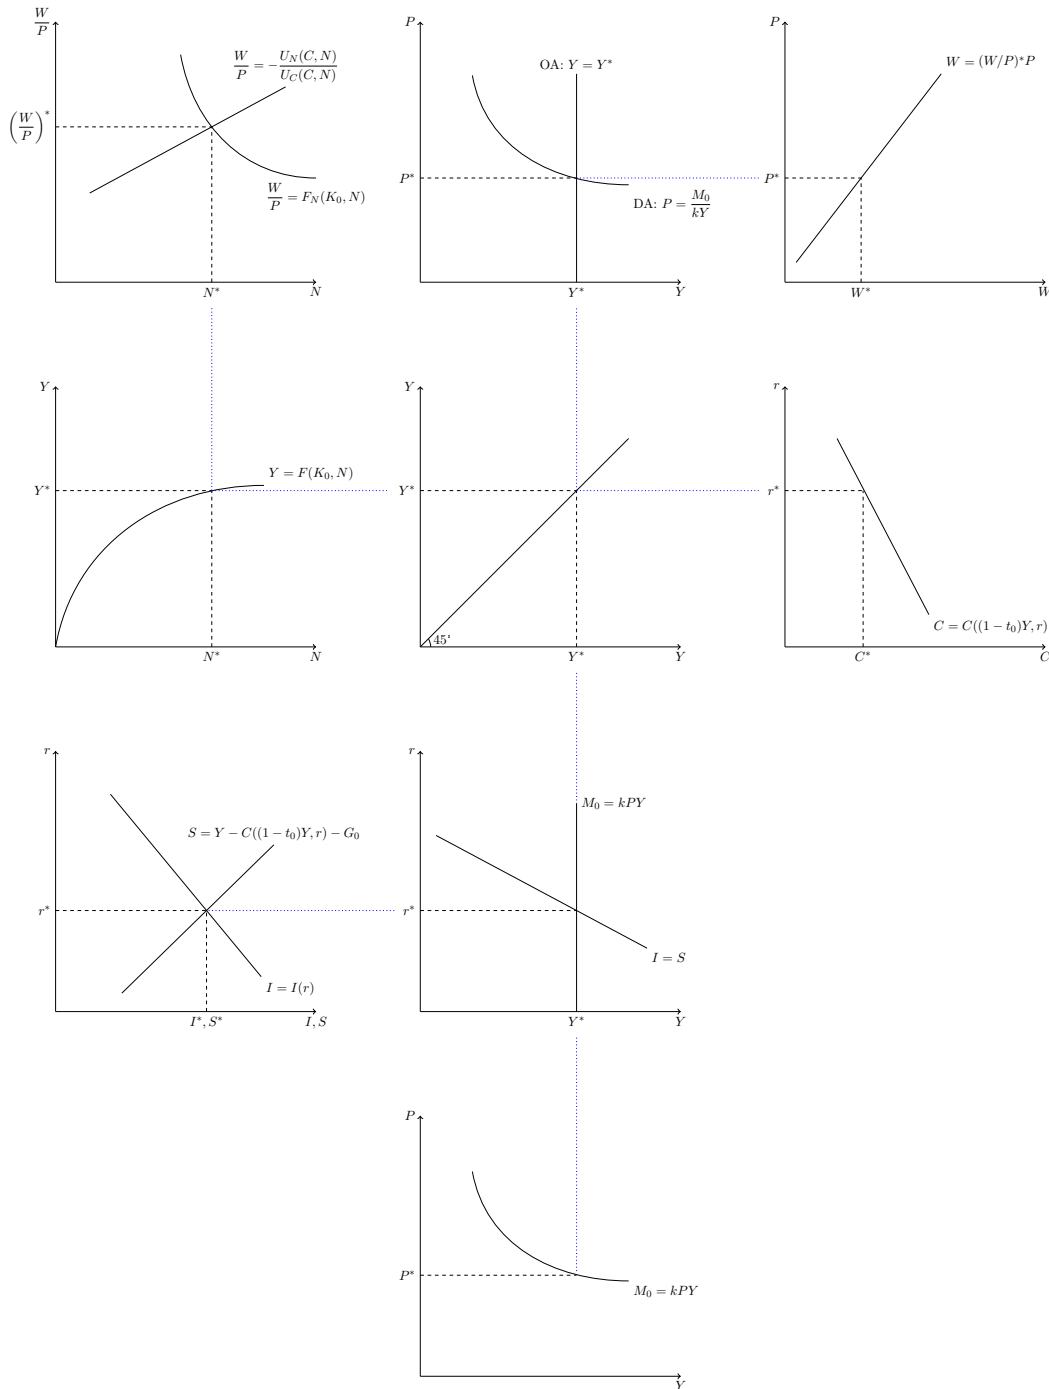 W/P
W/P = −U_N(C, N)/U_C(C, N)
(W/P)*
W/P = F_N(K_0, N)
N*
N
P
OA: Y = Y*
P*
DA: P = M_0/kY
Y*
Y
P
W = (W/P)*P
P*
W*
W
Y
Y = F(K_0, N)
Y*
N*
N
Y
Y*
45°
Y*
Y
r
r*
C = C((1 − t_0)Y, r)
C*
C
r
S = Y − C((1 − t_0)Y, r) − G_0
r*
I = I(r)
I*, S*
I, S
r
M_0 = kPY
r*
I = S
Y*
Y
P
P*
M_0 = kPY
Y